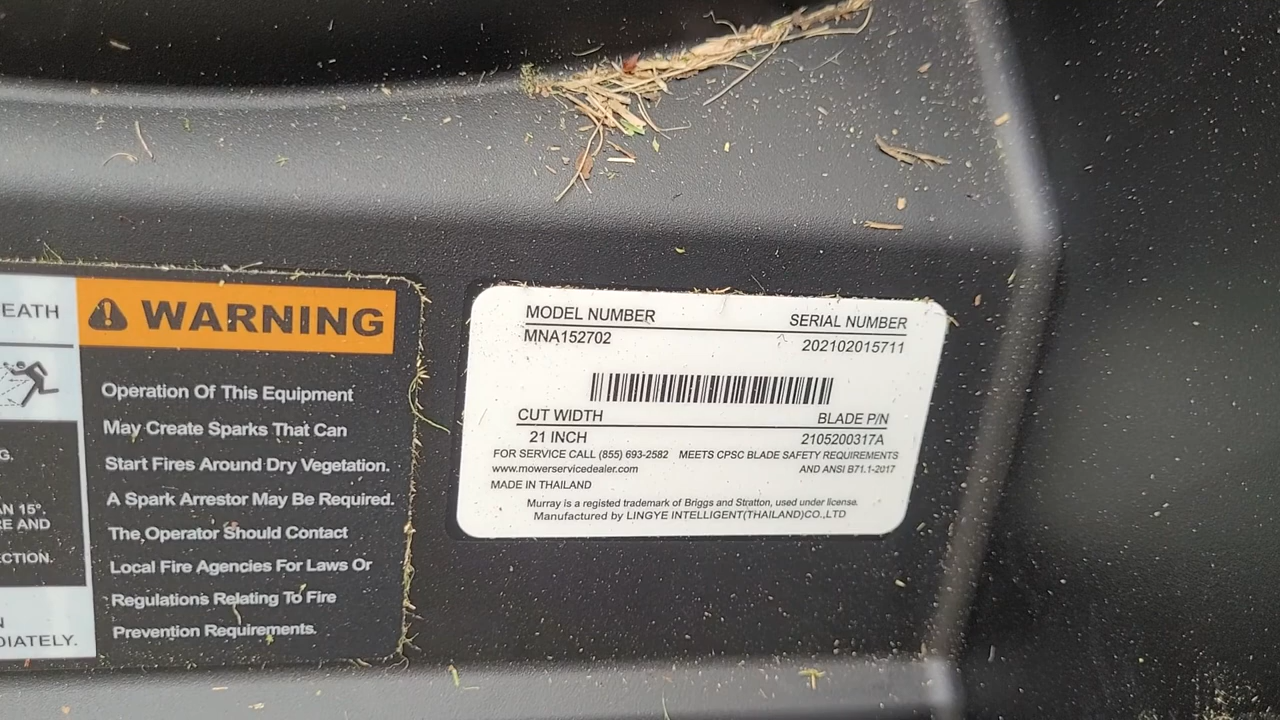 EATH
G.
AN 15°.
RE AND
ECTION.
N
DIATELY.
WARNING
Operation Of This Equipment
May Create Sparks That Can
Start Fires Around Dry Vegetation.
A Spark Arrestor May Be Required.
The Operator Should Contact
Local Fire Agencies For Laws Or
Regulations Relating To Fire
Prevention Requirements.
MODEL NUMBER SERIAL NUMBER
MNA152702 202102015711
CUT WIDTH BLADE P/N
21 INCH 2105200317A
FOR SERVICE CALL (855) 693-2582 MEETS CPSC BLADE SAFETY REQUIREMENTS
www.mowerservicedealer.com AND ANSI B71.1-2017
MADE IN THAILAND
Murray is a registed trademark of Briggs and Stratton, used under license.
Manufactured by LINGYE INTELLIGENT(THAILAND)CO.,LTD